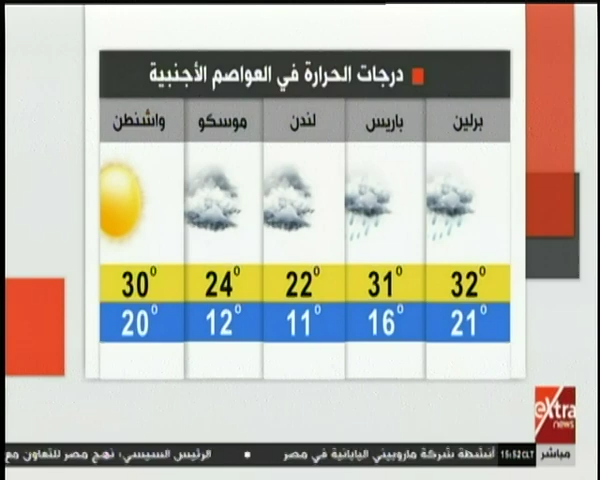 درجات الحرارة في العواصم الأجنبية
برلين باريس لندن موسكو واشنطن
32° 31° 22° 24° 30°
21° 16° 11° 12° 20°
eXtra
news
مباشر
15:52 CLT
أنشطة شركة ماروبيني اليابانية في مصر * الرئيس السيسي: نهج مصر للتعاون مع